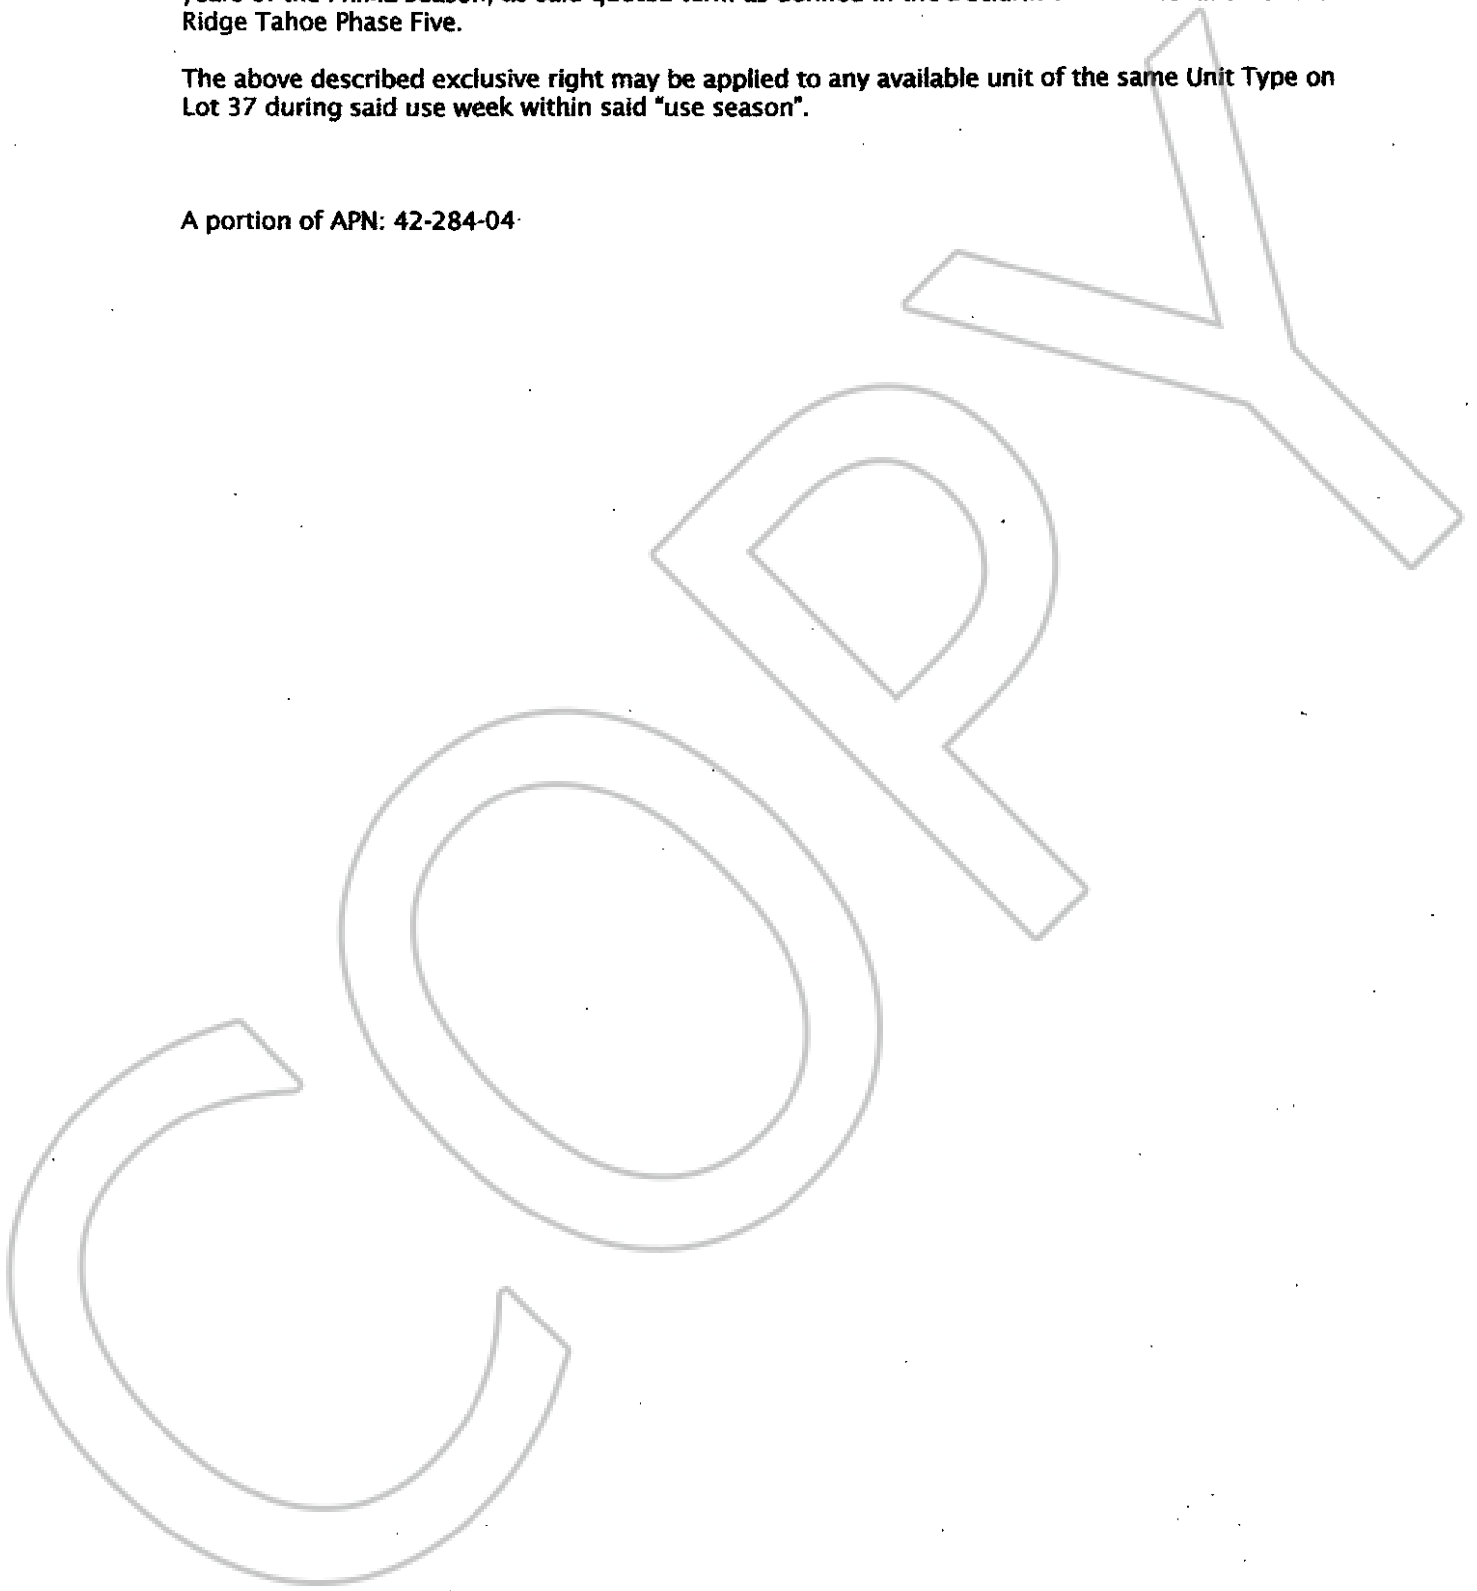 Ridge Tahoe Phase Five.
The above described exclusive right may be applied to any available unit of the same Unit Type on
Lot 37 during said use week within said "use season".
A portion of APN: 42-284-04
COPY